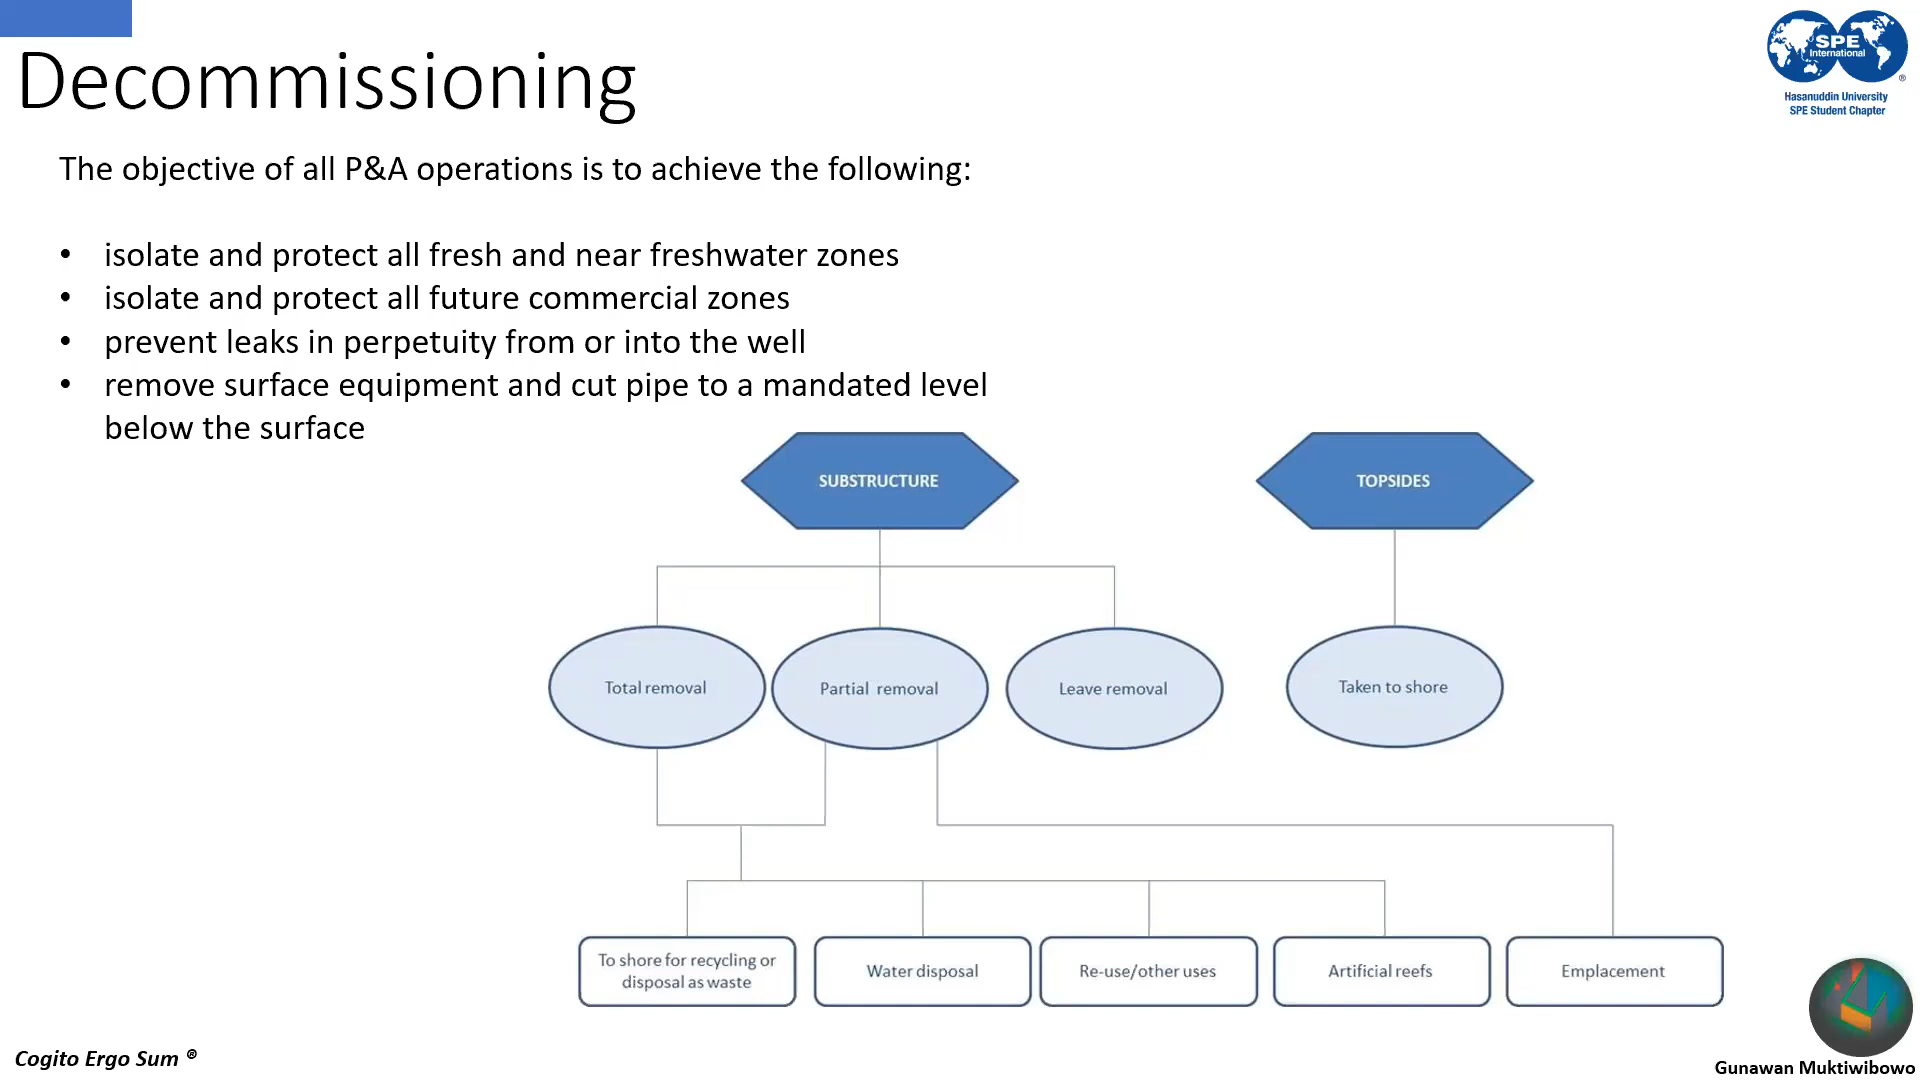 Decommissioning
SPE
International
®
Hasanuddin University
SPE Student Chapter
The objective of all P&A operations is to achieve the following:
• isolate and protect all fresh and near freshwater zones
• isolate and protect all future commercial zones
• prevent leaks in perpetuity from or into the well
• remove surface equipment and cut pipe to a mandated level
below the surface
SUBSTRUCTURE
TOPSIDES
Total removal
Partial removal
Leave removal
Taken to shore
To shore for recycling or
disposal as waste
Water disposal
Re-use/other uses
Artificial reefs
Emplacement
Cogito Ergo Sum ®
Gunawan Muktiwibowo